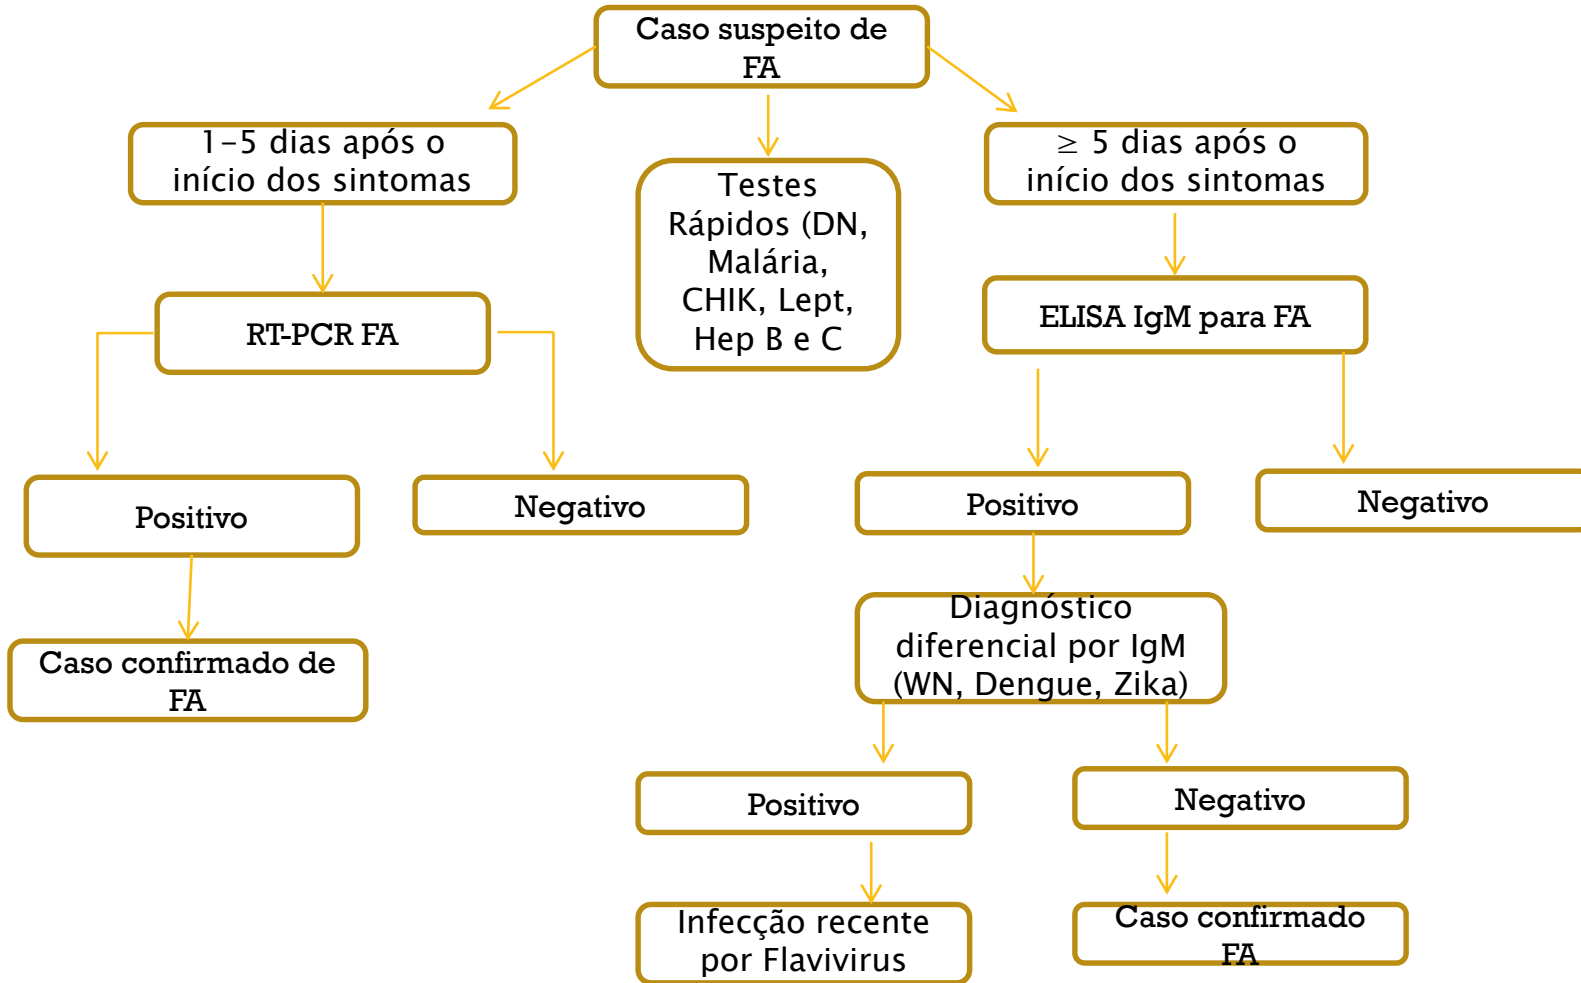 Caso suspeito de
FA
1-5 dias após o
início dos sintomas
Testes
Rápidos (DN,
Malária,
CHIK, Lept,
Hep B e C
≥ 5 dias após o
início dos sintomas
RT-PCR FA
ELISA IgM para FA
Positivo
Negativo
Positivo
Negativo
Caso confirmado de
FA
Diagnóstico
diferencial por IgM
(WN, Dengue, Zika)
Positivo
Negativo
Infecção recente
por Flavivirus
Caso confirmado
FA